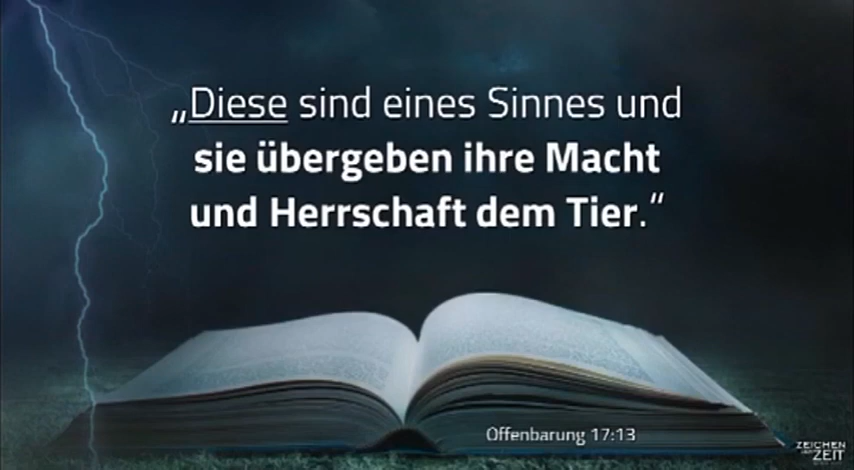 „Diese sind eines Sinnes und
sie übergeben ihre Macht
und Herrschaft dem Tier.“
Offenbarung 17:13
ZEICHEN
ZEIT